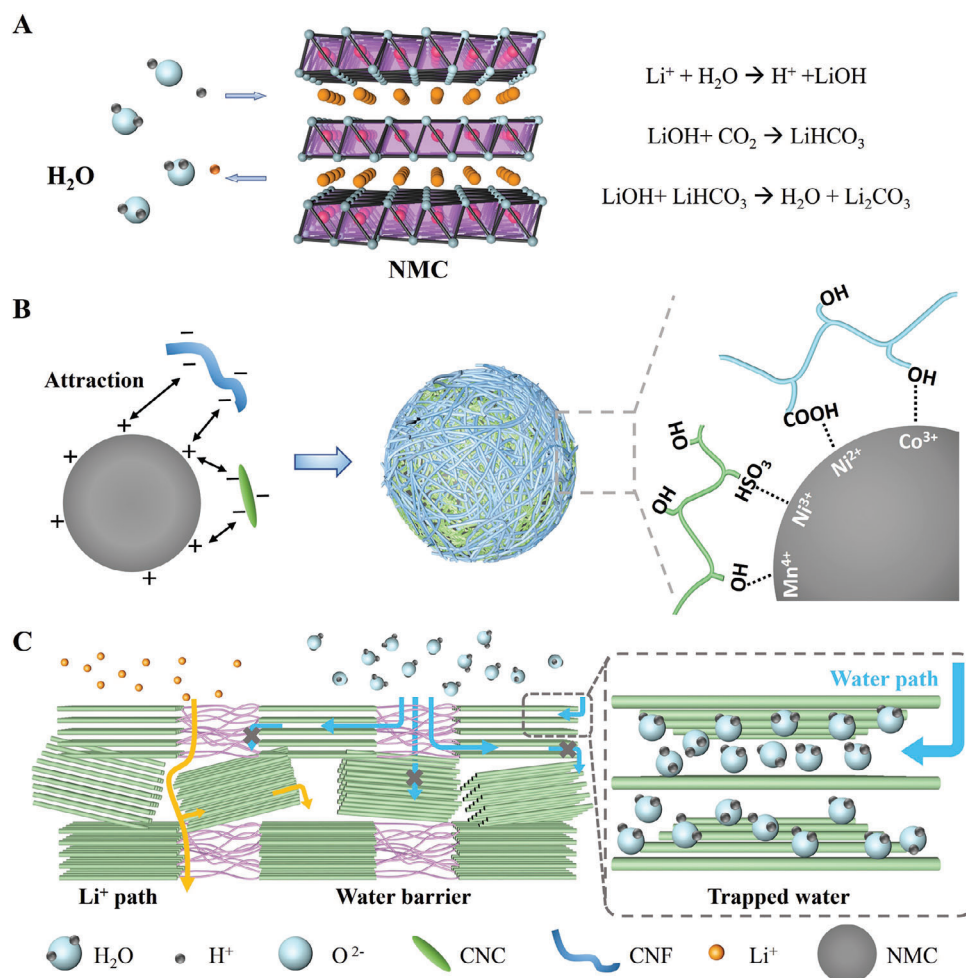 A
H₂O
NMC
Li⁺ + H₂O → H⁺ +LiOH
LiOH+ CO₂ → LiHCO₃
LiOH+ LiHCO₃ → H₂O + Li₂CO₃
B
Attraction
− − − − − −
+ + + + + +
OH
OH
COOH
Co³⁺
Ni²⁺
OH
HSO₃
Ni³⁺
OH
OH
Mn⁴⁺
C
Water path
Li⁺ path
Water barrier
Trapped water
H₂O
H⁺
O²⁻
CNC
CNF
Li⁺
NMC